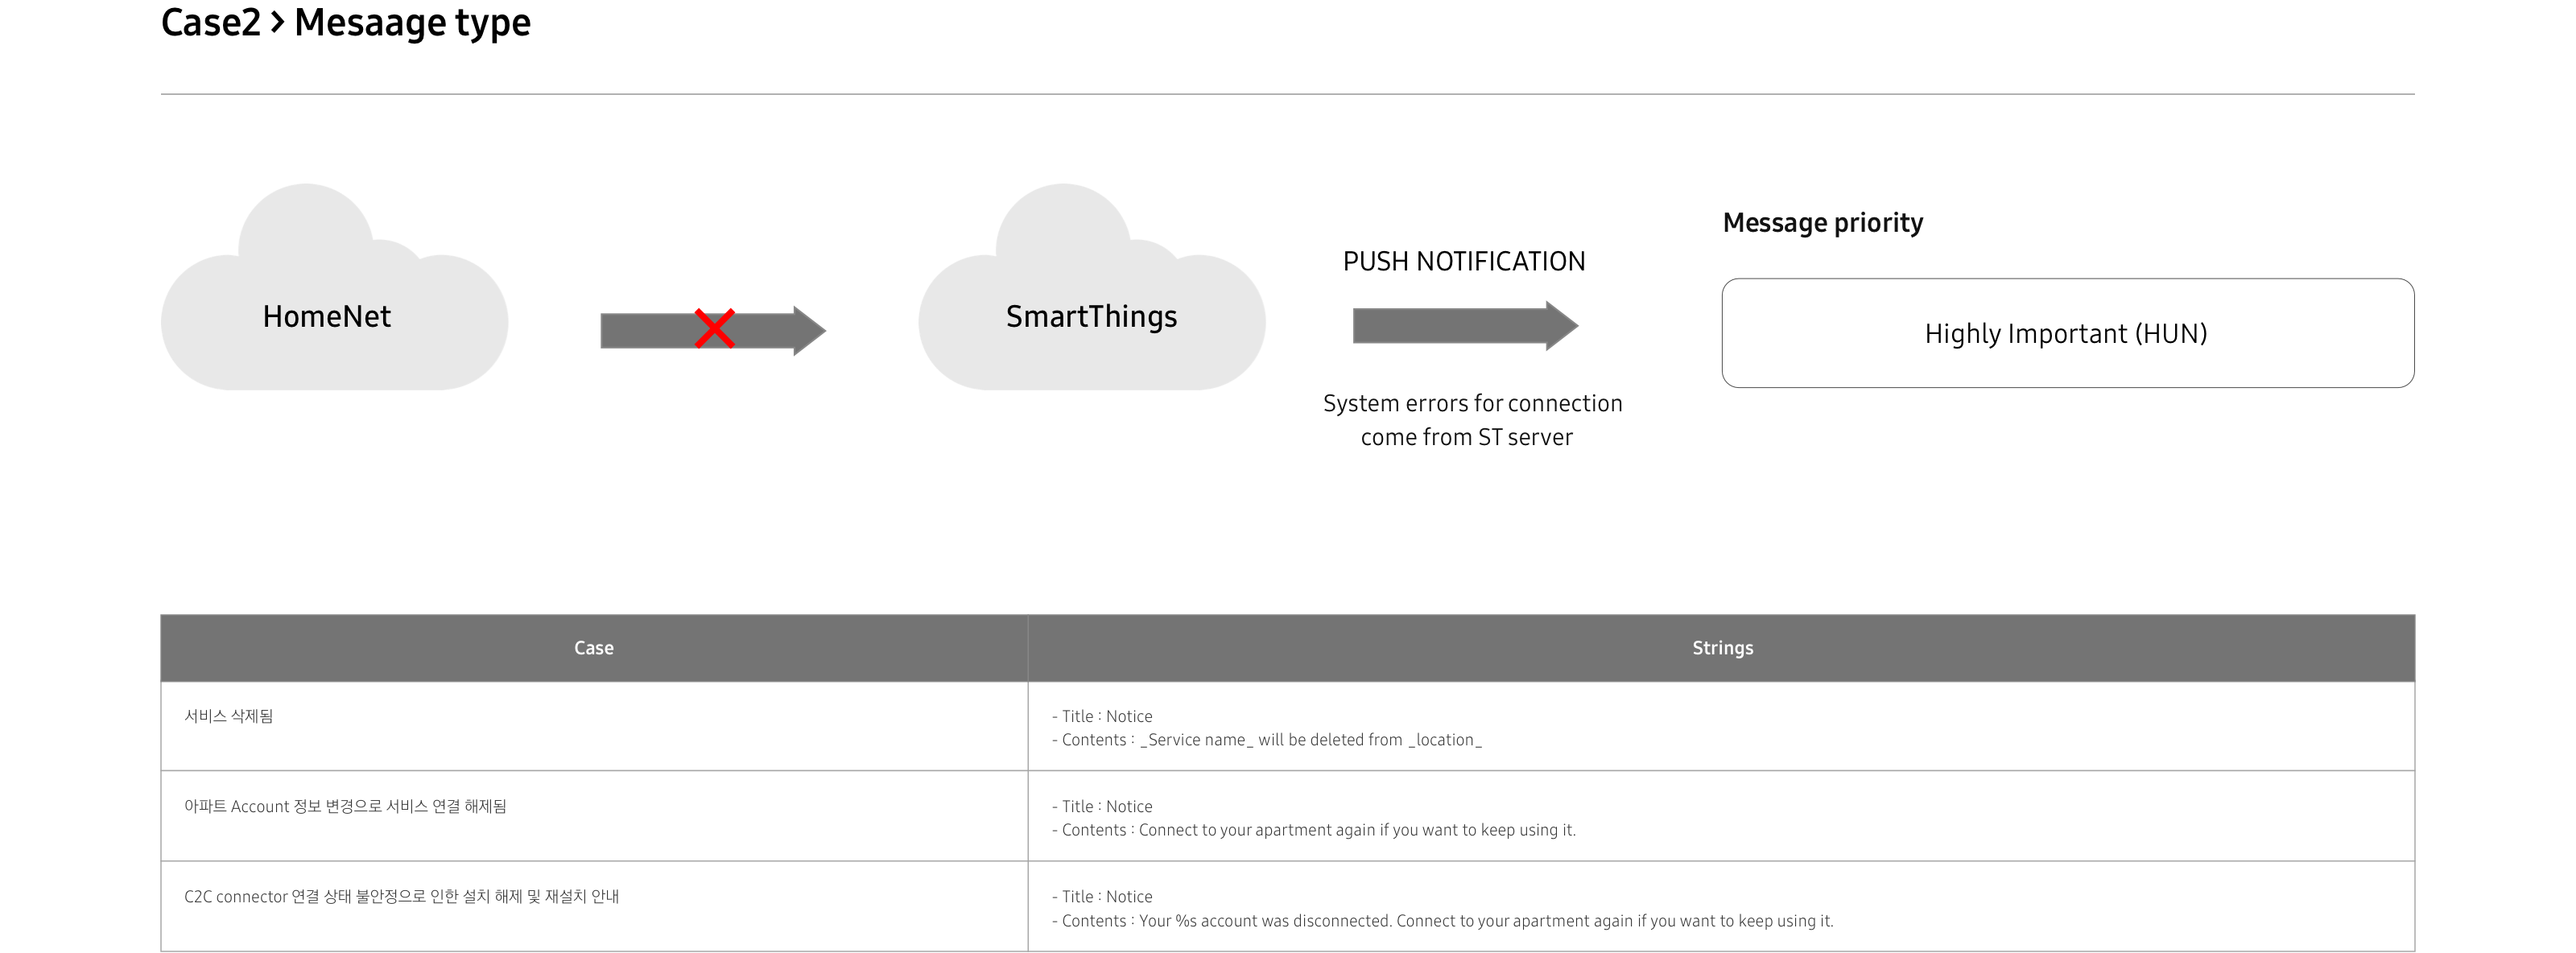 Case2 > Mesaage type
HomeNet
SmartThings
PUSH NOTIFICATION
System errors for connection
come from ST server
Message priority
Highly Important (HUN)
Case
Strings
서비스 삭제됨
- Title : Notice
- Contents : _Service name_ will be deleted from _location_
아파트 Account 정보 변경으로 서비스 연결 해제됨
- Title : Notice
- Contents : Connect to your apartment again if you want to keep using it.
C2C connector 연결 상태 불안정으로 인한 설치 해제 및 재설치 안내
- Title : Notice
- Contents : Your %s account was disconnected. Connect to your apartment again if you want to keep using it.